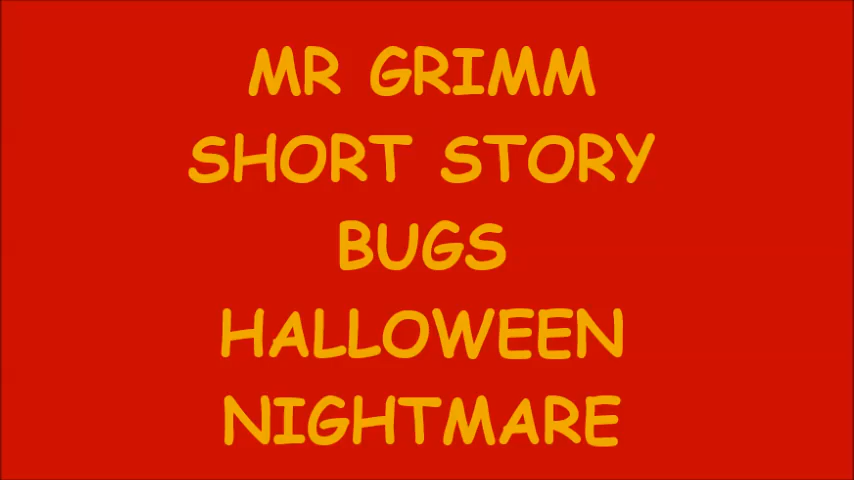 MR GRIMM
SHORT STORY
BUGS
HALLOWEEN
NIGHTMARE